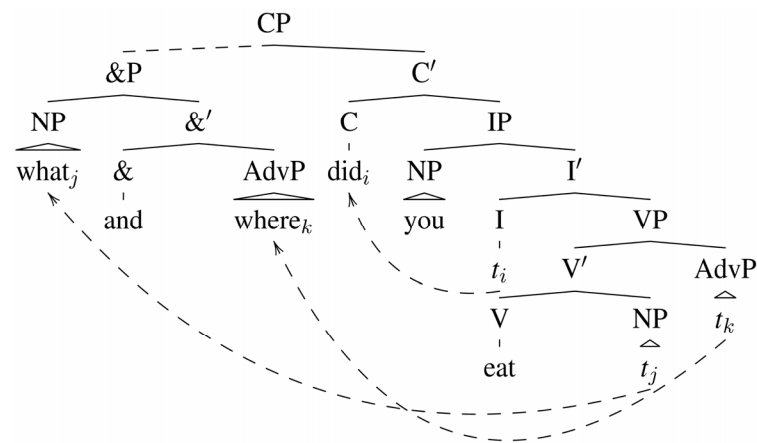 CP
&P C′
NP &′ C IP
what_j & AdvP did_i NP I′
and where_k you I VP
t_i V′ AdvP
V NP t_k
eat t_j